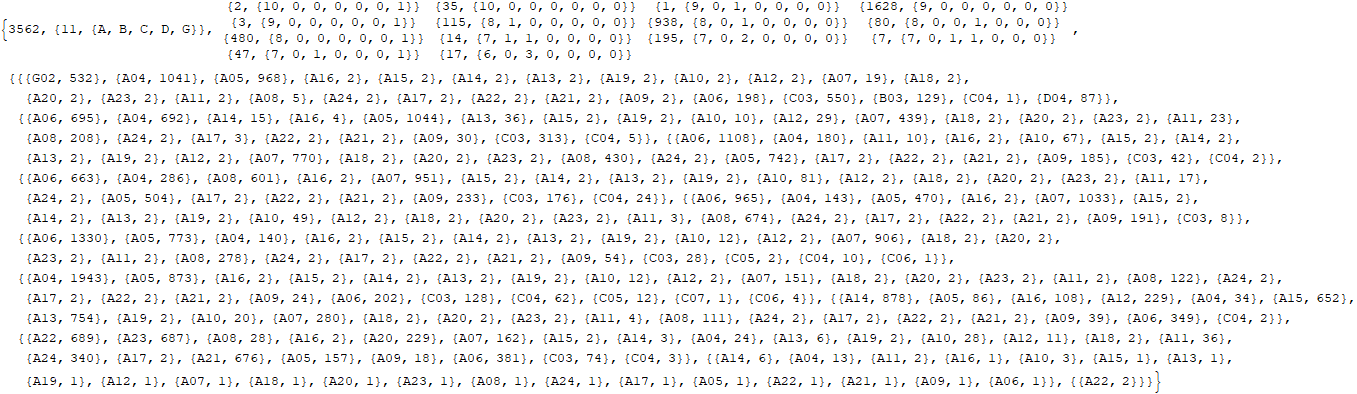 {2, {10, 0, 0, 0, 0, 0, 0, 1}} {35, {10, 0, 0, 0, 0, 0, 0}} {1, {9, 0, 1, 0, 0, 0, 0}} {1628, {9, 0, 0, 0, 0, 0, 0}}
{3, {9, 0, 0, 0, 0, 0, 1}} {115, {8, 1, 0, 0, 0, 0, 0}} {938, {8, 0, 1, 0, 0, 0, 0}} {80, {8, 0, 0, 1, 0, 0, 0}}
{3562, {11, {A, B, C, D, G}}, {480, {8, 0, 0, 0, 0, 0, 1}} {14, {7, 1, 1, 0, 0, 0, 0}} {195, {7, 0, 2, 0, 0, 0, 0}} {7, {7, 0, 1, 1, 0, 0, 0}} ,
{47, {7, 0, 1, 0, 0, 0, 1}} {17, {6, 0, 3, 0, 0, 0, 0}}
{{{G02, 532}, {A04, 1041}, {A05, 968}, {A16, 2}, {A15, 2}, {A14, 2}, {A13, 2}, {A19, 2}, {A10, 2}, {A12, 2}, {A07, 19}, {A18, 2},
{A20, 2}, {A23, 2}, {A11, 2}, {A08, 5}, {A24, 2}, {A17, 2}, {A22, 2}, {A21, 2}, {A09, 2}, {A06, 198}, {C03, 550}, {B03, 129}, {C04, 1}, {D04, 87}},
{{A06, 695}, {A04, 692}, {A14, 15}, {A16, 4}, {A05, 1044}, {A13, 36}, {A15, 2}, {A19, 2}, {A10, 10}, {A12, 29}, {A07, 439}, {A18, 2}, {A20, 2}, {A23, 2}, {A11, 23},
{A08, 208}, {A24, 2}, {A17, 3}, {A22, 2}, {A21, 2}, {A09, 30}, {C03, 313}, {C04, 5}}, {{A06, 1108}, {A04, 180}, {A11, 10}, {A16, 2}, {A10, 67}, {A15, 2}, {A14, 2},
{A13, 2}, {A19, 2}, {A12, 2}, {A07, 770}, {A18, 2}, {A20, 2}, {A23, 2}, {A08, 430}, {A24, 2}, {A05, 742}, {A17, 2}, {A22, 2}, {A21, 2}, {A09, 185}, {C03, 42}, {C04, 2}},
{{A06, 663}, {A04, 286}, {A08, 601}, {A16, 2}, {A07, 951}, {A15, 2}, {A14, 2}, {A13, 2}, {A19, 2}, {A10, 81}, {A12, 2}, {A18, 2}, {A20, 2}, {A23, 2}, {A11, 17},
{A24, 2}, {A05, 504}, {A17, 2}, {A22, 2}, {A21, 2}, {A09, 233}, {C03, 176}, {C04, 24}}, {{A06, 965}, {A04, 143}, {A05, 470}, {A16, 2}, {A07, 1033}, {A15, 2},
{A14, 2}, {A13, 2}, {A19, 2}, {A10, 49}, {A12, 2}, {A18, 2}, {A20, 2}, {A23, 2}, {A11, 3}, {A08, 674}, {A24, 2}, {A17, 2}, {A22, 2}, {A21, 2}, {A09, 191}, {C03, 8}},
{{A06, 1330}, {A05, 773}, {A04, 140}, {A16, 2}, {A15, 2}, {A14, 2}, {A13, 2}, {A19, 2}, {A10, 12}, {A12, 2}, {A07, 906}, {A18, 2}, {A20, 2},
{A23, 2}, {A11, 2}, {A08, 278}, {A24, 2}, {A17, 2}, {A22, 2}, {A21, 2}, {A09, 54}, {C03, 28}, {C05, 2}, {C04, 10}, {C06, 1}},
{{A04, 1943}, {A05, 873}, {A16, 2}, {A15, 2}, {A14, 2}, {A13, 2}, {A19, 2}, {A10, 12}, {A12, 2}, {A07, 151}, {A18, 2}, {A20, 2}, {A23, 2}, {A11, 2}, {A08, 122}, {A24, 2},
{A17, 2}, {A22, 2}, {A21, 2}, {A09, 24}, {A06, 202}, {C03, 128}, {C04, 62}, {C05, 12}, {C07, 1}, {C06, 4}}, {{A14, 878}, {A05, 86}, {A16, 108}, {A12, 229}, {A04, 34}, {A15, 652},
{A13, 754}, {A19, 2}, {A10, 20}, {A07, 280}, {A18, 2}, {A20, 2}, {A23, 2}, {A11, 4}, {A08, 111}, {A24, 2}, {A17, 2}, {A22, 2}, {A21, 2}, {A09, 39}, {A06, 349}, {C04, 2}},
{{A22, 689}, {A23, 687}, {A08, 28}, {A16, 2}, {A20, 229}, {A07, 162}, {A15, 2}, {A14, 3}, {A04, 24}, {A13, 6}, {A19, 2}, {A10, 28}, {A12, 11}, {A18, 2}, {A11, 36},
{A24, 340}, {A17, 2}, {A21, 676}, {A05, 157}, {A09, 18}, {A06, 381}, {C03, 74}, {C04, 3}}, {{A14, 6}, {A04, 13}, {A11, 2}, {A16, 1}, {A10, 3}, {A15, 1}, {A13, 1},
{A19, 1}, {A12, 1}, {A07, 1}, {A18, 1}, {A20, 1}, {A23, 1}, {A08, 1}, {A24, 1}, {A17, 1}, {A05, 1}, {A22, 1}, {A21, 1}, {A09, 1}, {A06, 1}}, {{A22, 2}}}}